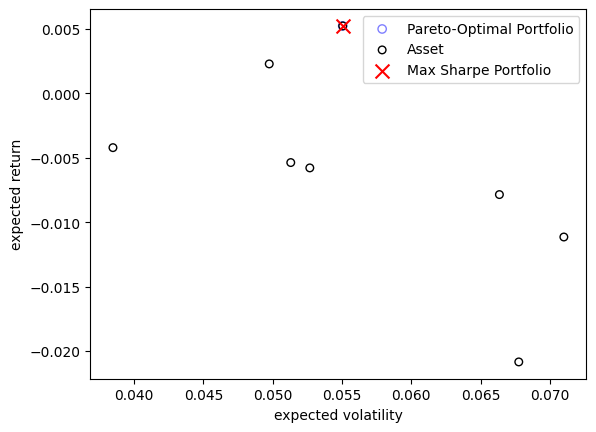 0.005
0.000
−0.005
−0.010
−0.015
−0.020
expected return
Pareto-Optimal Portfolio
Asset
Max Sharpe Portfolio
0.040 0.045 0.050 0.055 0.060 0.065 0.070
expected volatility